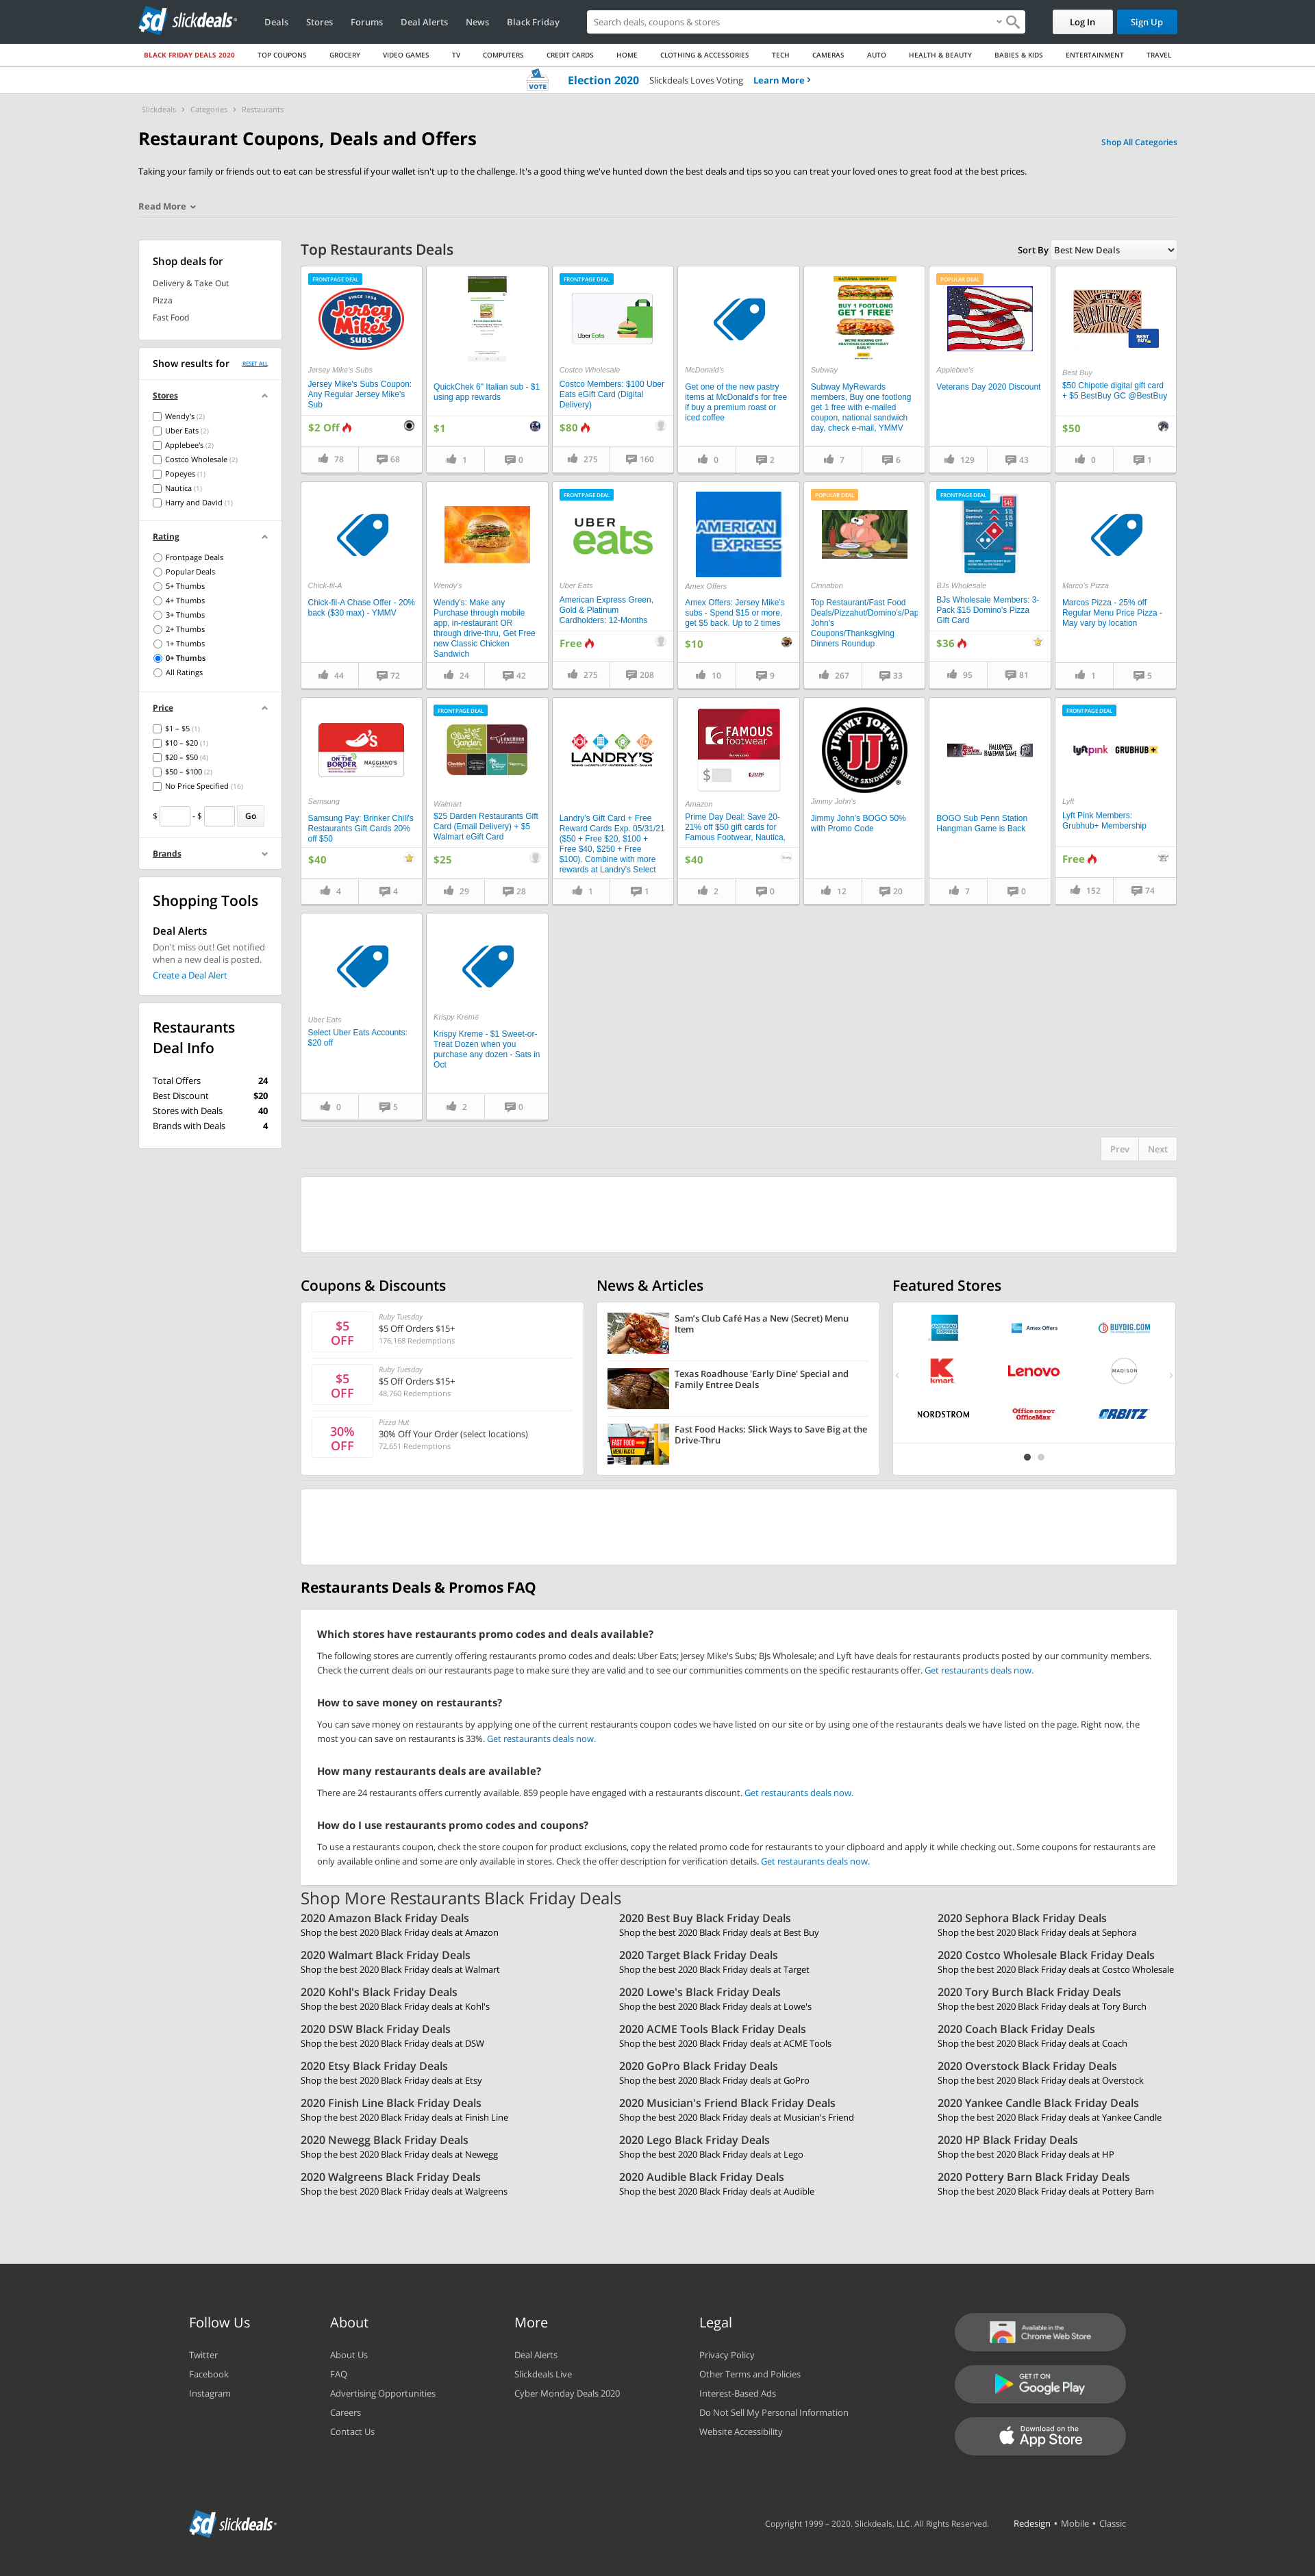 slickdeals
Deals
Stores
Forums
Deal Alerts
News
Black Friday
Search deals, coupons & stores
Log In
Sign Up
BLACK FRIDAY DEALS 2020
TOP COUPONS
GROCERY
VIDEO GAMES
TV
COMPUTERS
CREDIT CARDS
HOME
CLOTHING & ACCESSORIES
TECH
CAMERAS
AUTO
HEALTH & BEAUTY
BABIES & KIDS
ENTERTAINMENT
TRAVEL
VOTE
Election 2020 Slickdeals Loves Voting Learn More ›
Slickdeals › Categories › Restaurants
Restaurant Coupons, Deals and Offers
Shop All Categories
Taking your family or friends out to eat can be stressful if your wallet isn't up to the challenge. It's a good thing we've hunted down the best deals and tips so you can treat your loved ones to great food at the best prices.
Read More
Shop deals for
Delivery & Take Out
Pizza
Fast Food
Show results for
RESET ALL
Stores
Wendy's (2)
Uber Eats (2)
Applebee's (2)
Costco Wholesale (2)
Popeyes (1)
Nautica (1)
Harry and David (1)
Rating
Frontpage Deals
Popular Deals
5+ Thumbs
4+ Thumbs
3+ Thumbs
2+ Thumbs
1+ Thumbs
0+ Thumbs
All Ratings
Price
$1 – $5 (1)
$10 – $20 (1)
$20 – $50 (4)
$50 – $100 (2)
No Price Specified (16)
$ - $ Go
Brands
Shopping Tools
Deal Alerts
Don't miss out! Get notified
when a new deal is posted.
Create a Deal Alert
Restaurants
Deal Info
Total Offers 24
Best Discount $20
Stores with Deals 40
Brands with Deals 4
Top Restaurants Deals
Sort By Best New Deals
FRONTPAGE DEAL
SINCE 1956
Jersey Mike's
SUBS
Jersey Mike's Subs
Jersey Mike's Subs Coupon:
Any Regular Jersey Mike's
Sub
$2 Off
78 68
QuickChek 6" Italian sub - $1
using app rewards
$1
1 0
FRONTPAGE DEAL
Uber Eats
Costco Wholesale
Costco Members: $100 Uber
Eats eGift Card (Digital
Delivery)
$80
275 160
McDonald's
Get one of the new pastry
items at McDonald's for free
if buy a premium roast or
iced coffee
0 2
NATIONAL SANDWICH DAY
BUY 1 FOOTLONG
GET 1 FREE†
Subway
Subway MyRewards
members, Buy one footlong
get 1 free with e-mailed
coupon, national sandwich
day, check e-mail, YMMV
7 6
POPULAR DEAL
Applebee's
Veterans Day 2020 Discount
129 43
BEST BUY
Best Buy
$50 Chipotle digital gift card
+ $5 BestBuy GC @BestBuy
$50
0 1
Chick-fil-A
Chick-fil-A Chase Offer - 20%
back ($30 max) - YMMV
44 72
Wendy's
Wendy's: Make any
Purchase through mobile
app, in-restaurant OR
through drive-thru, Get Free
new Classic Chicken
Sandwich
24 42
FRONTPAGE DEAL
UBER
eats
Uber Eats
American Express Green,
Gold & Platinum
Cardholders: 12-Months
Free
275 208
AMERICAN
EXPRESS
Amex Offers
Amex Offers: Jersey Mike's
subs - Spend $15 or more,
get $5 back. Up to 2 times
$10
10 9
POPULAR DEAL
Cinnabon
Top Restaurant/Fast Food
Deals/Pizzahut/Domino's/Pap
John's
Coupons/Thanksgiving
Dinners Roundup
267 33
FRONTPAGE DEAL
$45
Domino's $15
Domino's $15
Domino's $15
BJs Wholesale
BJs Wholesale Members: 3-
Pack $15 Domino's Pizza
Gift Card
$36
95 81
Marco's Pizza
Marcos Pizza - 25% off
Regular Menu Price Pizza -
May vary by location
1 5
ON THE BORDER
MAGGIANO'S
Samsung
Samsung Pay: Brinker Chili's
Restaurants Gift Cards 20%
off $50
$40
4 4
FRONTPAGE DEAL
Olive Garden
LONGHORN
Walmart
$25 Darden Restaurants Gift
Card (Email Delivery) + $5
Walmart eGift Card
$25
29 28
LANDRY'S
Landry's Gift Card + Free
Reward Cards Exp. 05/31/21
($50 + Free $20, $100 +
Free $40, $250 + Free
$100). Combine with more
rewards at Landry's Select
1 1
FAMOUS
footwear
$
Amazon
Prime Day Deal: Save 20-
21% off $50 gift cards for
Famous Footwear, Nautica,
$40
2 0
JIMMY JOHN'S
JJ
GOURMET SANDWICHES
Jimmy John's
Jimmy John's BOGO 50%
with Promo Code
12 20
HALLOWEEN
HANGMAN GAME
BOGO Sub Penn Station
Hangman Game is Back
7 0
FRONTPAGE DEAL
lyft pink GRUBHUB+
Lyft
Lyft Pink Members:
Grubhub+ Membership
Free
152 74
Uber Eats
Select Uber Eats Accounts:
$20 off
0 5
Krispy Kreme
Krispy Kreme - $1 Sweet-or-
Treat Dozen when you
purchase any dozen - Sats in
Oct
2 0
Prev Next
Coupons & Discounts
$5
OFF
Ruby Tuesday
$5 Off Orders $15+
176,168 Redemptions
$5
OFF
Ruby Tuesday
$5 Off Orders $15+
48,760 Redemptions
30%
OFF
Pizza Hut
30% Off Your Order (select locations)
72,651 Redemptions
News & Articles
Sam's Club Café Has a New (Secret) Menu
Item
Texas Roadhouse 'Early Dine' Special and
Family Entree Deals
FAST FOOD
MENU HACKS
Fast Food Hacks: Slick Ways to Save Big at the
Drive-Thru
Featured Stores
AMERICAN EXPRESS
Amex Offers
BUYDIG.COM
kmart
Lenovo
MADISON
NORDSTROM
Office DEPOT
OfficeMax
ORBITZ
Restaurants Deals & Promos FAQ
Which stores have restaurants promo codes and deals available?
The following stores are currently offering restaurants promo codes and deals: Uber Eats; Jersey Mike's Subs; BJs Wholesale; and Lyft have deals for restaurants products posted by our community members.
Check the current deals on our restaurants page to make sure they are valid and to see our communities comments on the specific restaurants offer. Get restaurants deals now.
How to save money on restaurants?
You can save money on restaurants by applying one of the current restaurants coupon codes we have listed on our site or by using one of the restaurants deals we have listed on the page. Right now, the
most you can save on restaurants is 33%. Get restaurants deals now.
How many restaurants deals are available?
There are 24 restaurants offers currently available. 859 people have engaged with a restaurants discount. Get restaurants deals now.
How do I use restaurants promo codes and coupons?
To use a restaurants coupon, check the store coupon for product exclusions, copy the related promo code for restaurants to your clipboard and apply it while checking out. Some coupons for restaurants are
only available online and some are only available in stores. Check the offer description for verification details. Get restaurants deals now.
Shop More Restaurants Black Friday Deals
2020 Amazon Black Friday Deals
Shop the best 2020 Black Friday deals at Amazon
2020 Best Buy Black Friday Deals
Shop the best 2020 Black Friday deals at Best Buy
2020 Sephora Black Friday Deals
Shop the best 2020 Black Friday deals at Sephora
2020 Walmart Black Friday Deals
Shop the best 2020 Black Friday deals at Walmart
2020 Target Black Friday Deals
Shop the best 2020 Black Friday deals at Target
2020 Costco Wholesale Black Friday Deals
Shop the best 2020 Black Friday deals at Costco Wholesale
2020 Kohl's Black Friday Deals
Shop the best 2020 Black Friday deals at Kohl's
2020 Lowe's Black Friday Deals
Shop the best 2020 Black Friday deals at Lowe's
2020 Tory Burch Black Friday Deals
Shop the best 2020 Black Friday deals at Tory Burch
2020 DSW Black Friday Deals
Shop the best 2020 Black Friday deals at DSW
2020 ACME Tools Black Friday Deals
Shop the best 2020 Black Friday deals at ACME Tools
2020 Coach Black Friday Deals
Shop the best 2020 Black Friday deals at Coach
2020 Etsy Black Friday Deals
Shop the best 2020 Black Friday deals at Etsy
2020 GoPro Black Friday Deals
Shop the best 2020 Black Friday deals at GoPro
2020 Overstock Black Friday Deals
Shop the best 2020 Black Friday deals at Overstock
2020 Finish Line Black Friday Deals
Shop the best 2020 Black Friday deals at Finish Line
2020 Musician's Friend Black Friday Deals
Shop the best 2020 Black Friday deals at Musician's Friend
2020 Yankee Candle Black Friday Deals
Shop the best 2020 Black Friday deals at Yankee Candle
2020 Newegg Black Friday Deals
Shop the best 2020 Black Friday deals at Newegg
2020 Lego Black Friday Deals
Shop the best 2020 Black Friday deals at Lego
2020 HP Black Friday Deals
Shop the best 2020 Black Friday deals at HP
2020 Walgreens Black Friday Deals
Shop the best 2020 Black Friday deals at Walgreens
2020 Audible Black Friday Deals
Shop the best 2020 Black Friday deals at Audible
2020 Pottery Barn Black Friday Deals
Shop the best 2020 Black Friday deals at Pottery Barn
Follow Us
Twitter
Facebook
Instagram
About
About Us
FAQ
Advertising Opportunities
Careers
Contact Us
More
Deal Alerts
Slickdeals Live
Cyber Monday Deals 2020
Legal
Privacy Policy
Other Terms and Policies
Interest-Based Ads
Do Not Sell My Personal Information
Website Accessibility
Available in the
Chrome Web Store
GET IT ON
Google Play
Download on the
App Store
slickdeals
Copyright 1999 – 2020. Slickdeals, LLC. All Rights Reserved.
Redesign • Mobile • Classic